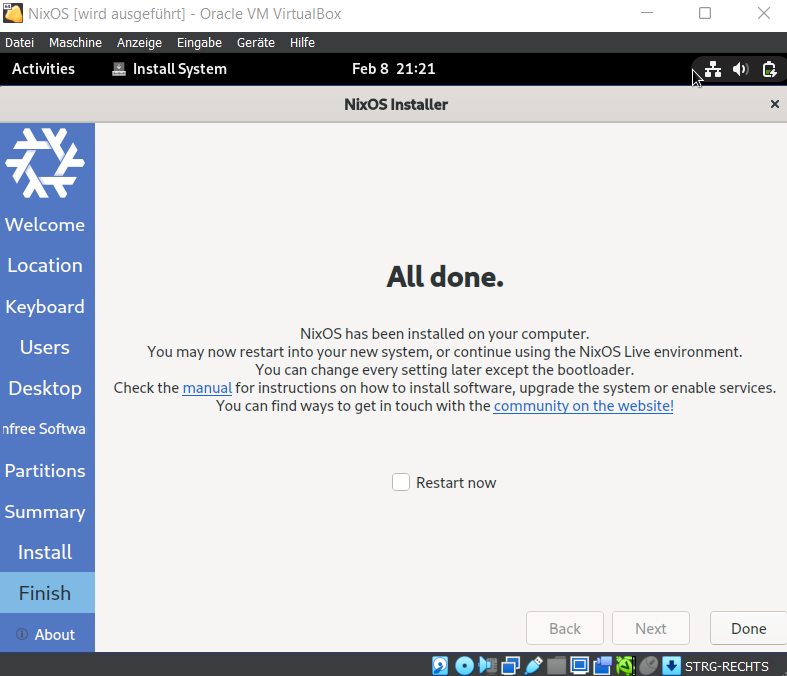 NixOS [wird ausgeführt] - Oracle VM VirtualBox
Datei Maschine Anzeige Eingabe Geräte Hilfe
Activities Install System Feb 8 21:21
NixOS Installer
Welcome
Location
Keyboard
Users
Desktop
nfree Softwa
Partitions
Summary
Install
Finish
About
All done.
NixOS has been installed on your computer.
You may now restart into your new system, or continue using the NixOS Live environment.
You can change every setting later except the bootloader.
Check the manual for instructions on how to install software, upgrade the system or enable services.
You can find ways to get in touch with the community on the website!
Restart now
Back Next Done
STRG-RECHTS